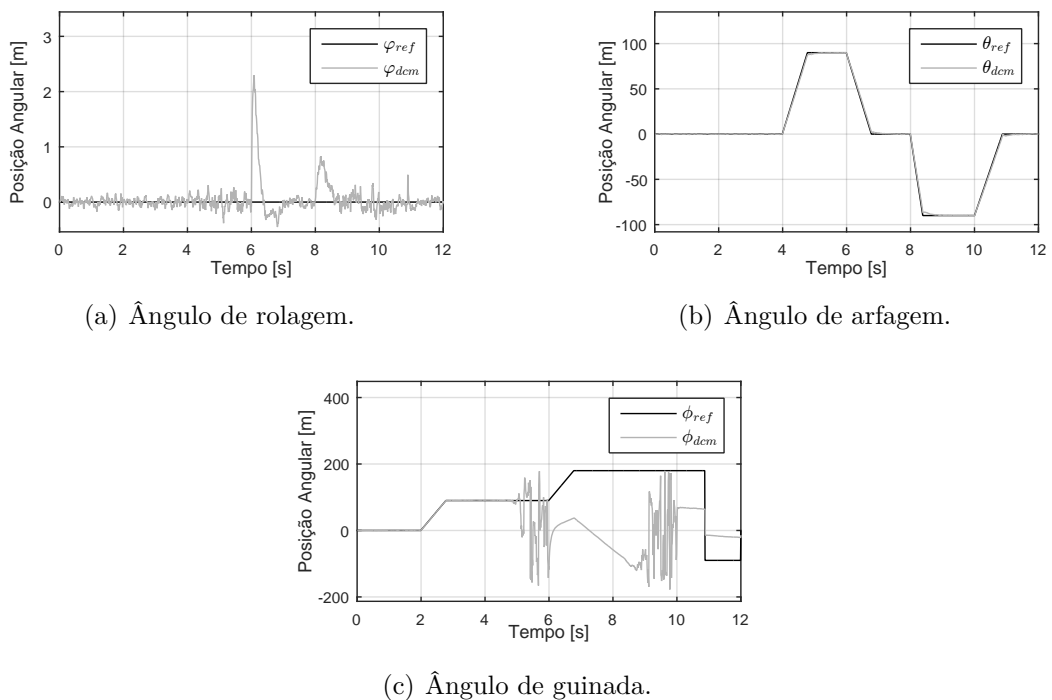 Posição Angular [m]
3
2
1
0
φref
φdcm
0 2 4 6 8 10 12
Tempo [s]
(a) Ângulo de rolagem.
Posição Angular [m]
100
50
0
-50
-100
θref
θdcm
0 2 4 6 8 10 12
Tempo [s]
(b) Ângulo de arfagem.
Posição Angular [m]
400
200
0
-200
ϕref
ϕdcm
0 2 4 6 8 10 12
Tempo [s]
(c) Ângulo de guinada.